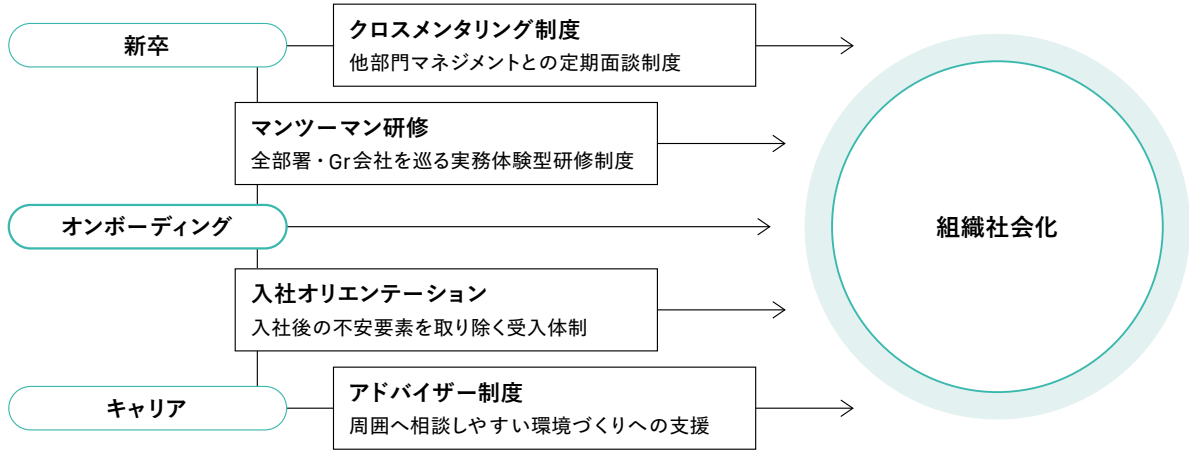 新卒
クロスメンタリング制度
他部門マネジメントとの定期面談制度
マンツーマン研修
全部署・Gr会社を巡る実務体験型研修制度
オンボーディング
組織社会化
入社オリエンテーション
入社後の不安要素を取り除く受入体制
キャリア
アドバイザー制度
周囲へ相談しやすい環境づくりへの支援